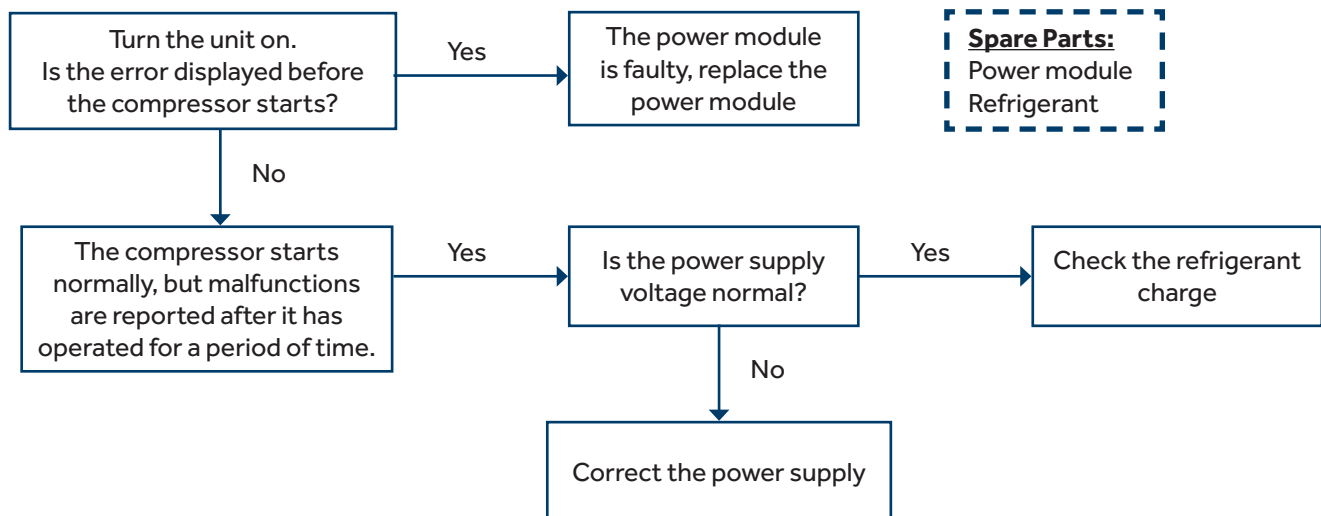 Turn the unit on.
Is the error displayed before
the compressor starts?
Yes
The power module
is faulty, replace the
power module
Spare Parts:
Power module
Refrigerant
No
The compressor starts
normally, but malfunctions
are reported after it has
operated for a period of time.
Yes
Is the power supply
voltage normal?
Yes
Check the refrigerant
charge
No
Correct the power supply